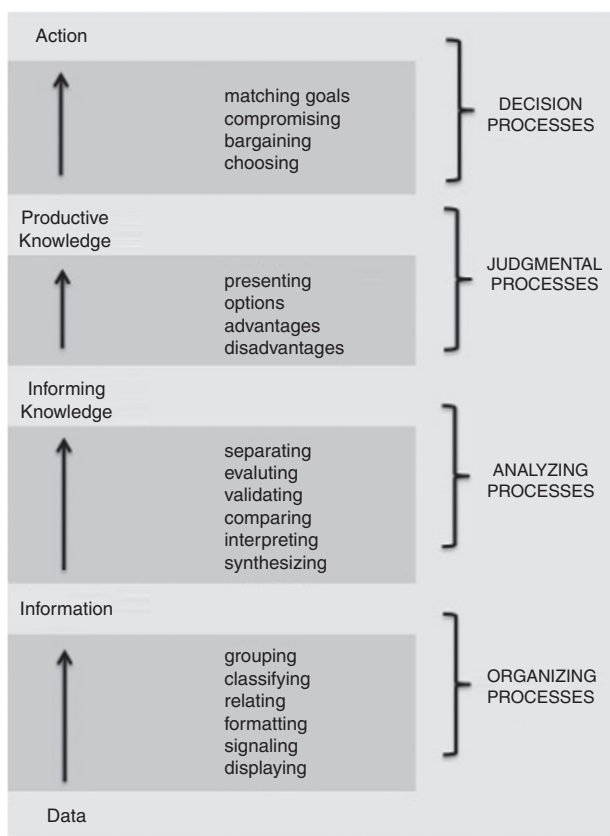 Action
matching goals
compromising
bargaining
choosing
DECISION
PROCESSES
Productive
Knowledge
presenting
options
advantages
disadvantages
JUDGMENTAL
PROCESSES
Informing
Knowledge
separating
evaluting
validating
comparing
interpreting
synthesizing
ANALYZING
PROCESSES
Information
grouping
classifying
relating
formatting
signaling
displaying
ORGANIZING
PROCESSES
Data